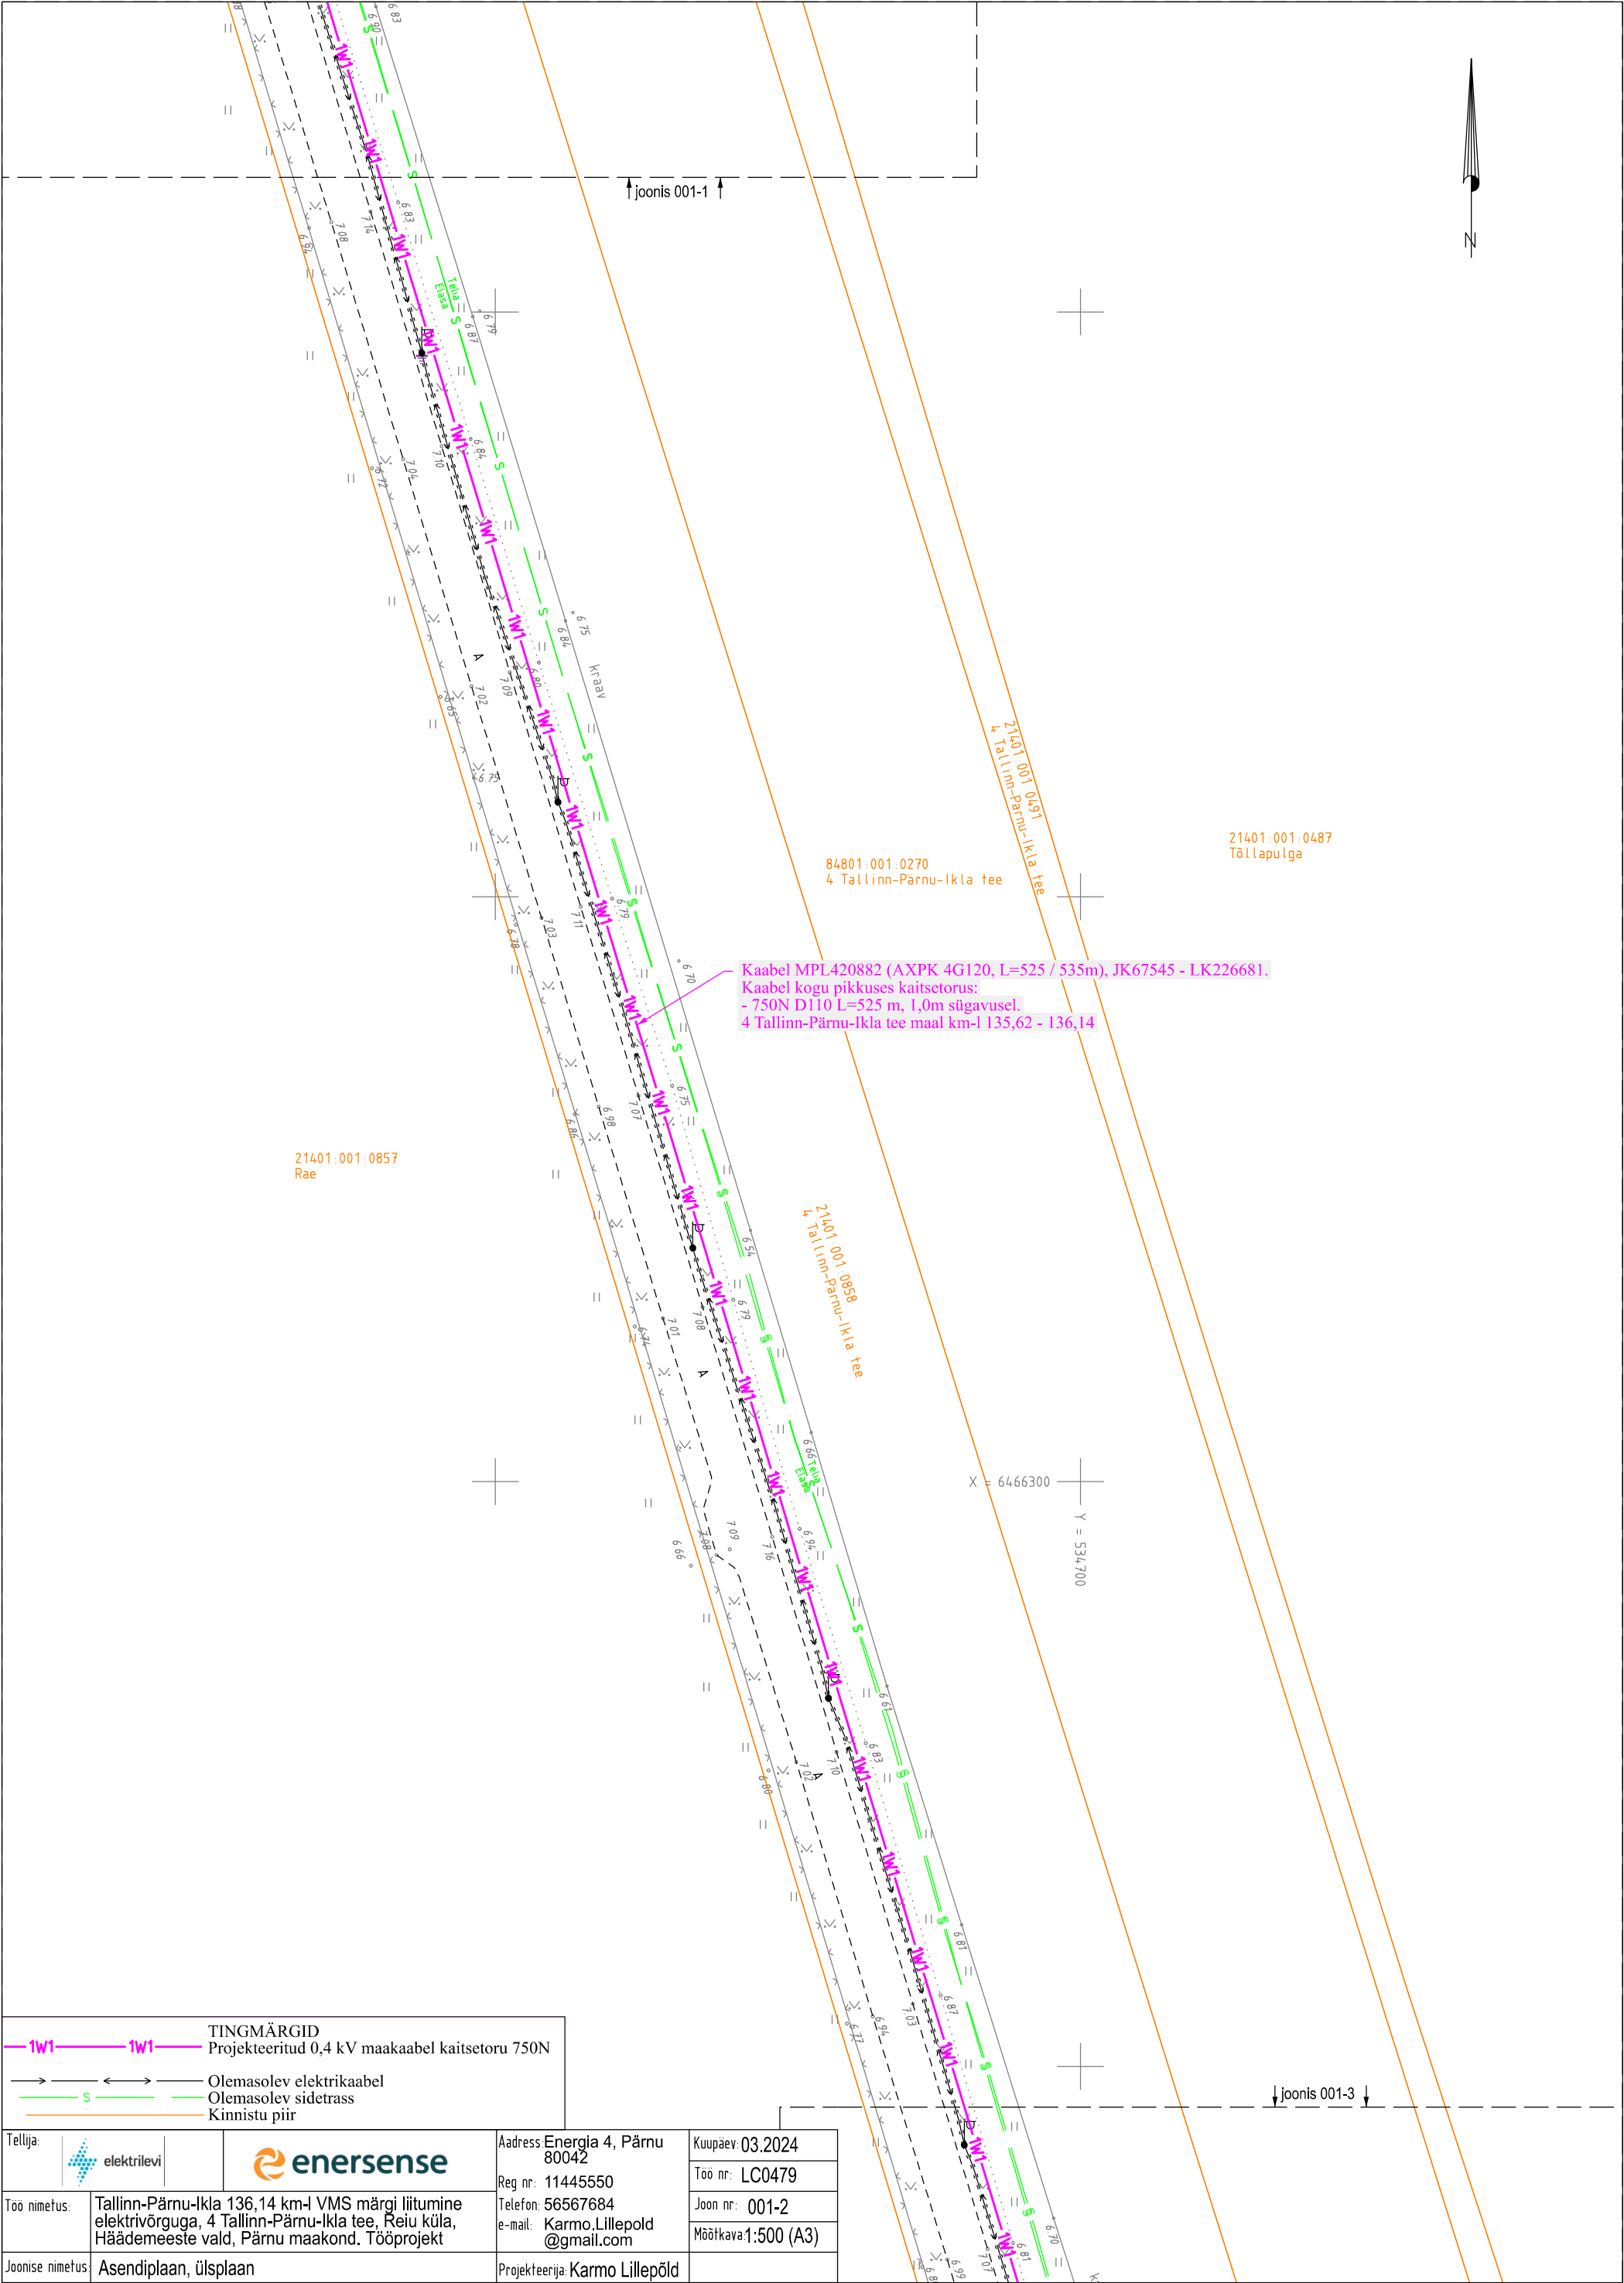 joonis 001-1
N
Telia
Elasa
kraav
21401:001:0491
4 Tallinn-Pärnu-Ikla tee
21401:001:0487
Tõllapulga
84801:001:0270
4 Tallinn-Pärnu-Ikla tee
Kaabel MPL420882 (AXPK 4G120, L=525 / 535m), JK67545 - LK226681.
Kaabel kogu pikkuses kaitsetorus:
- 750N D110 L=525 m, 1,0m sügavusel.
4 Tallinn-Pärnu-Ikla tee maal km-l 135,62 - 136,14
21401:001:0857
Rae
21401:001:0858
4 Tallinn-Pärnu-Ikla tee
Telia
Elasa
X = 6466300
Y = 534700
joonis 001-3
TINGMÄRGID
1W1 1W1 Projekteeritud 0,4 kV maakaabel kaitsetoru 750N
Olemasolev elektrikaabel
S Olemasolev sidetrass
Kinnistu piir
Tellija:
elektrilevi
enersense
Aadress: Energia 4, Pärnu
80042
Reg nr: 11445550
Telefon: 56567684
e-mail: Karmo.Lillepold
@gmail.com
Projekteerija: Karmo Lillepõld
Kuupäev: 03.2024
Töö nr: LC0479
Joon nr: 001-2
Mõõtkava: 1:500 (A3)
Töö nimetus: Tallinn-Pärnu-Ikla 136,14 km-l VMS märgi liitumine
elektrivõrguga, 4 Tallinn-Pärnu-Ikla tee, Reiu küla,
Häädemeeste vald, Pärnu maakond. Tööprojekt
Joonise nimetus: Asendiplaan, ülsplaan